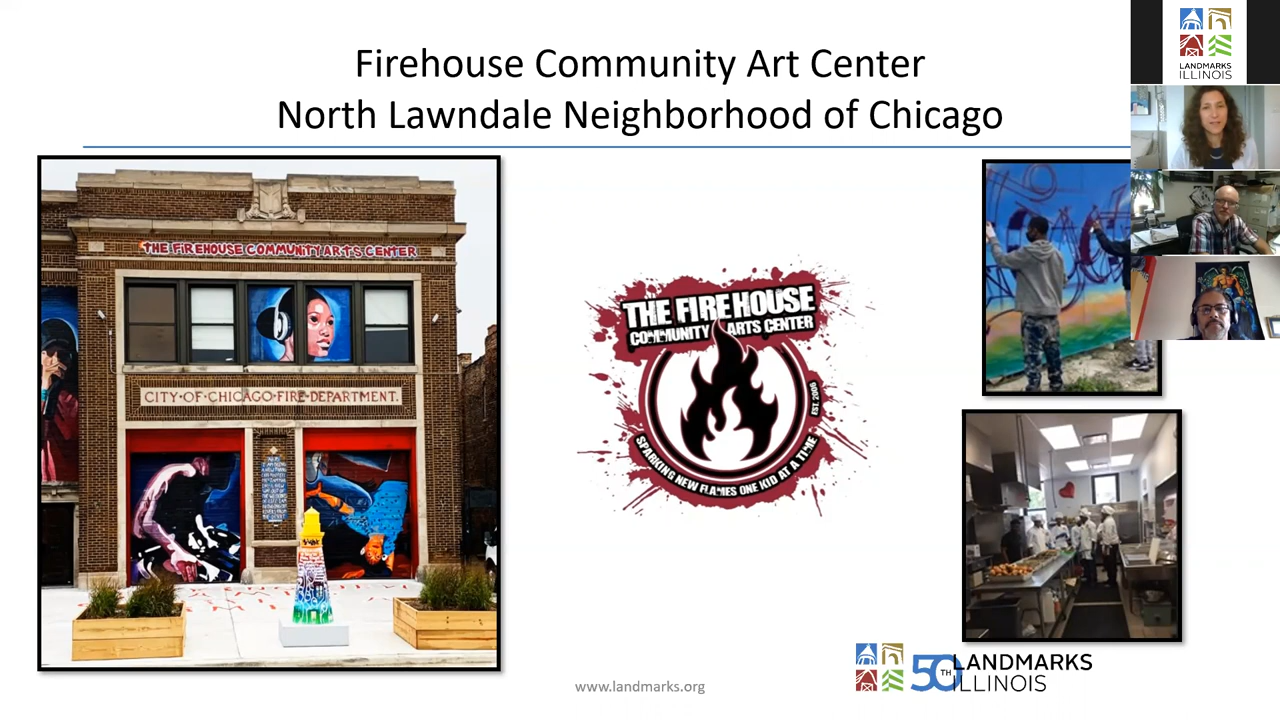 Firehouse Community Art Center
North Lawndale Neighborhood of Chicago
LANDMARKS
ILLINOIS
THE FIREHOUSE COMMUNITY ARTS CENTER
CITY·OF·CHICAGO·FIRE·DEPARTMENT.
THE FIREHOUSE
COMMUNITY ARTS CENTER
EST. 2006
SPARKING NEW FLAMES ONE KID AT A TIME
www.landmarks.org
50TH
LANDMARKS
ILLINOIS